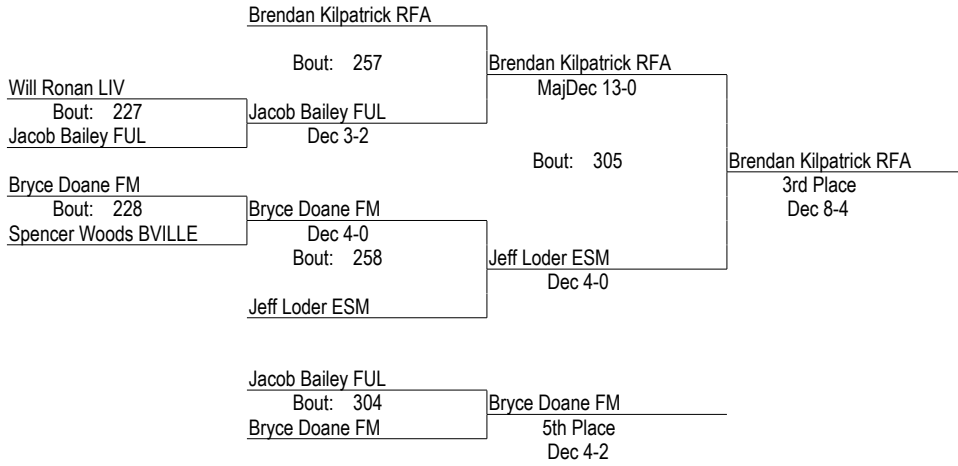 Brendan Kilpatrick RFA
Bout: 257
Brendan Kilpatrick RFA
Will Ronan LIV
MajDec 13-0
Bout: 227
Jacob Bailey FUL
Jacob Bailey FUL
Dec 3-2
Bout: 305
Brendan Kilpatrick RFA
Bryce Doane FM
3rd Place
Bout: 228
Bryce Doane FM
Dec 8-4
Spencer Woods BVILLE
Dec 4-0
Bout: 258
Jeff Loder ESM
Dec 4-0
Jeff Loder ESM
Jacob Bailey FUL
Bout: 304
Bryce Doane FM
Bryce Doane FM
5th Place
Dec 4-2